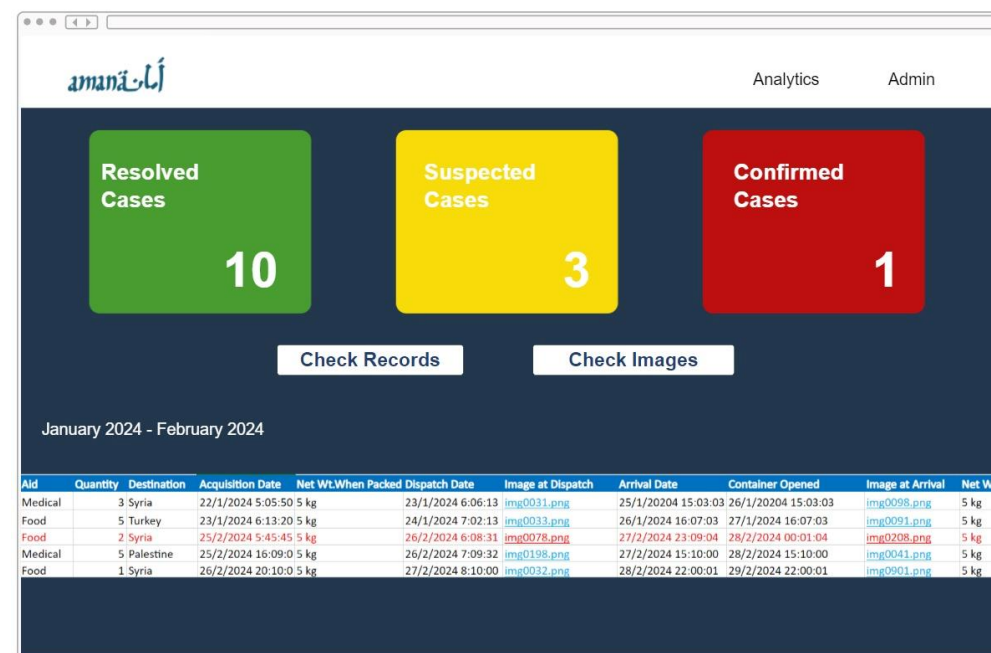 amanä أمانة
Analytics Admin
Resolved Cases
10
Suspected Cases
3
Confirmed Cases
1
Check Records Check Images
January 2024 - February 2024
Aid Quantity Destination Acquisition Date Net Wt.When Packed Dispatch Date Image at Dispatch Arrival Date Container Opened Image at Arrival Net W
Medical 3 Syria 22/1/2024 5:05:50 5 kg 23/1/2024 6:06:13 img0031.png 25/1/20204 15:03:03 26/1/20204 15:03:03 img0098.png 5 kg
Food 5 Turkey 23/1/2024 6:13:20 5 kg 24/1/2024 7:02:13 img0033.png 26/1/2024 16:07:03 27/1/2024 16:07:03 img0091.png 5 kg
Food 2 Syria 25/2/2024 5:45:45 5 kg 26/2/2024 6:08:31 img0078.png 27/2/2024 23:09:04 28/2/2024 00:01:04 img0208.png 5 kg
Medical 5 Palestine 25/2/2024 16:09:0 5 kg 26/2/2024 7:09:32 img0198.png 27/2/2024 15:10:00 28/2/2024 15:10:00 img0041.png 5 kg
Food 1 Syria 26/2/2024 20:10:0 5 kg 27/2/2024 8:10:00 img0032.png 28/2/2024 22:00:01 29/2/2024 22:00:01 img0901.png 5 kg